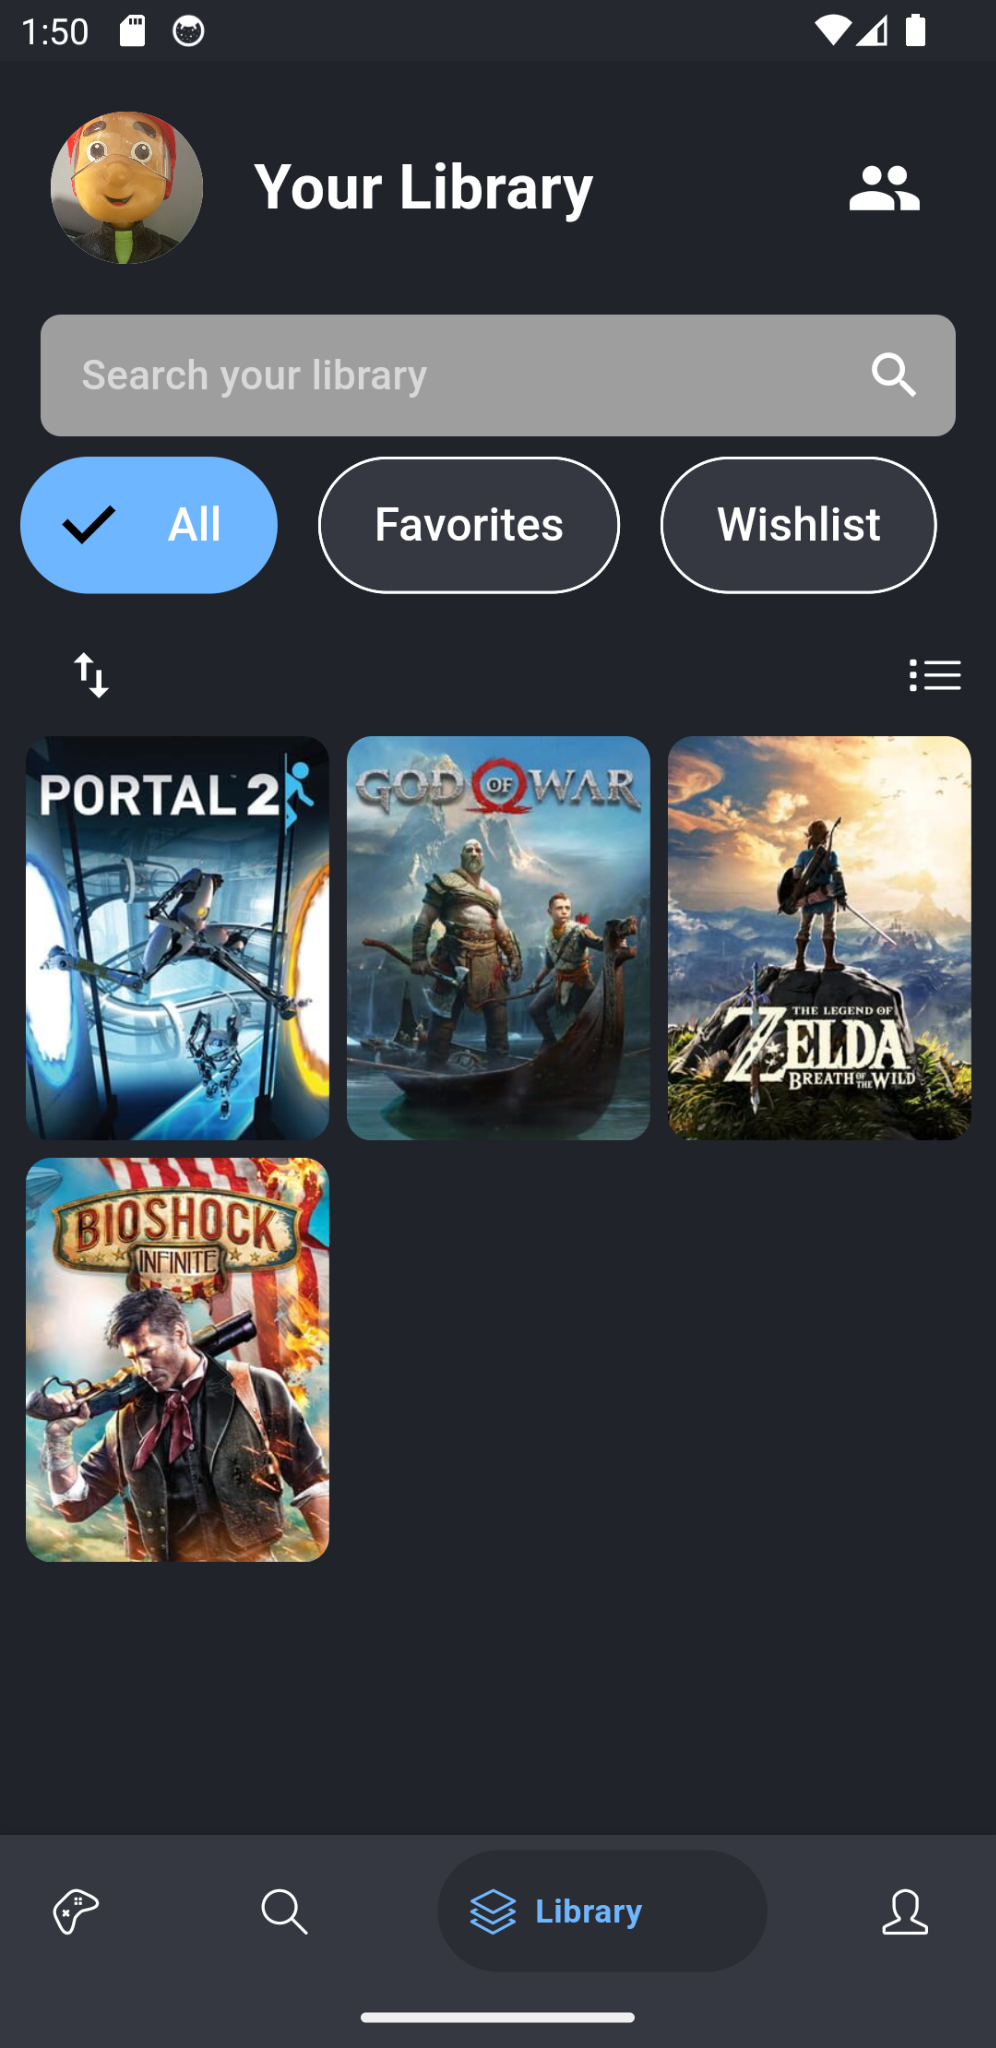 1:50
Your Library
Search your library
All
Favorites
Wishlist
PORTAL 2
GOD OF WAR
THE LEGEND OF
ZELDA
BREATH OF THE WILD
BIOSHOCK
INFINITE
Library